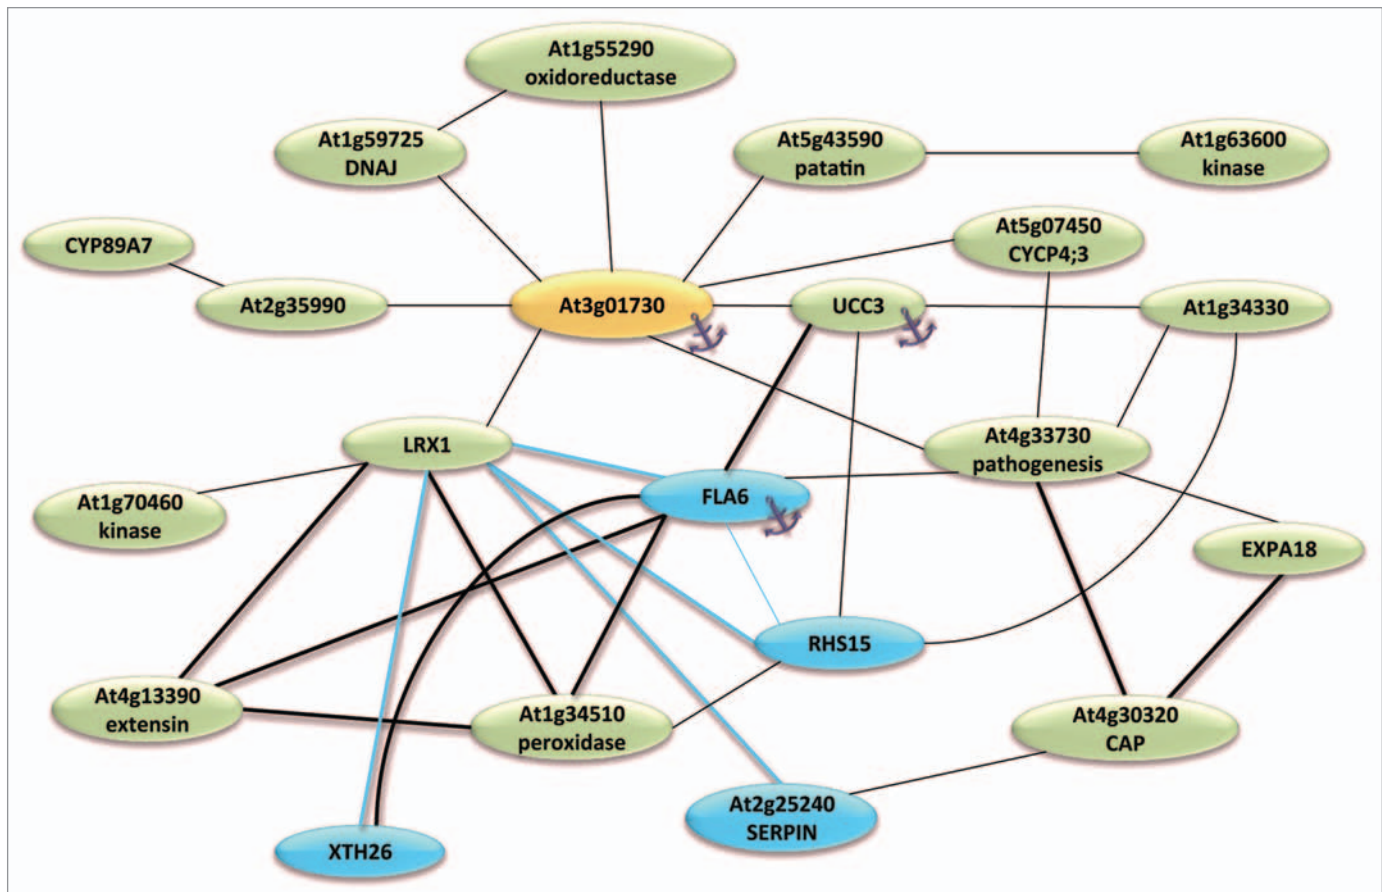 At1g55290
oxidoreductase
At1g59725
DNAJ
At5g43590
patatin
At1g63600
kinase
CYP89A7
At5g07450
CYCP4;3
At2g35990
At3g01730
UCC3
At1g34330
LRX1
At4g33730
pathogenesis
At1g70460
kinase
FLA6
EXPA18
RHS15
At4g13390
extensin
At1g34510
peroxidase
At4g30320
CAP
At2g25240
SERPIN
XTH26